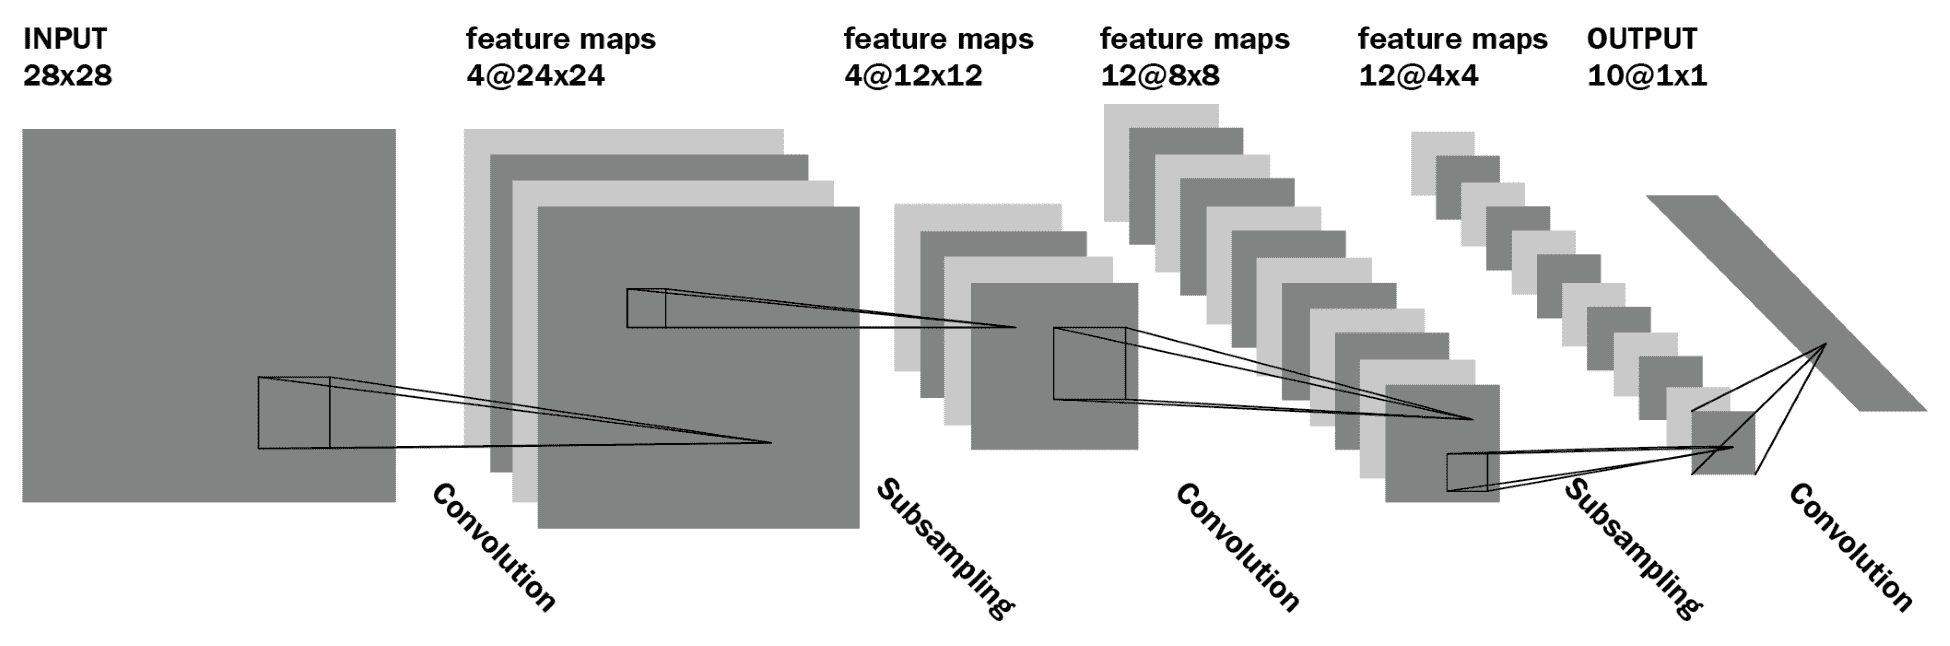 INPUT
28x28
feature maps
4@24x24
feature maps
4@12x12
feature maps
12@8x8
feature maps
12@4x4
OUTPUT
10@1x1
Convolution
Subsampling
Convolution
Subsampling
Convolution